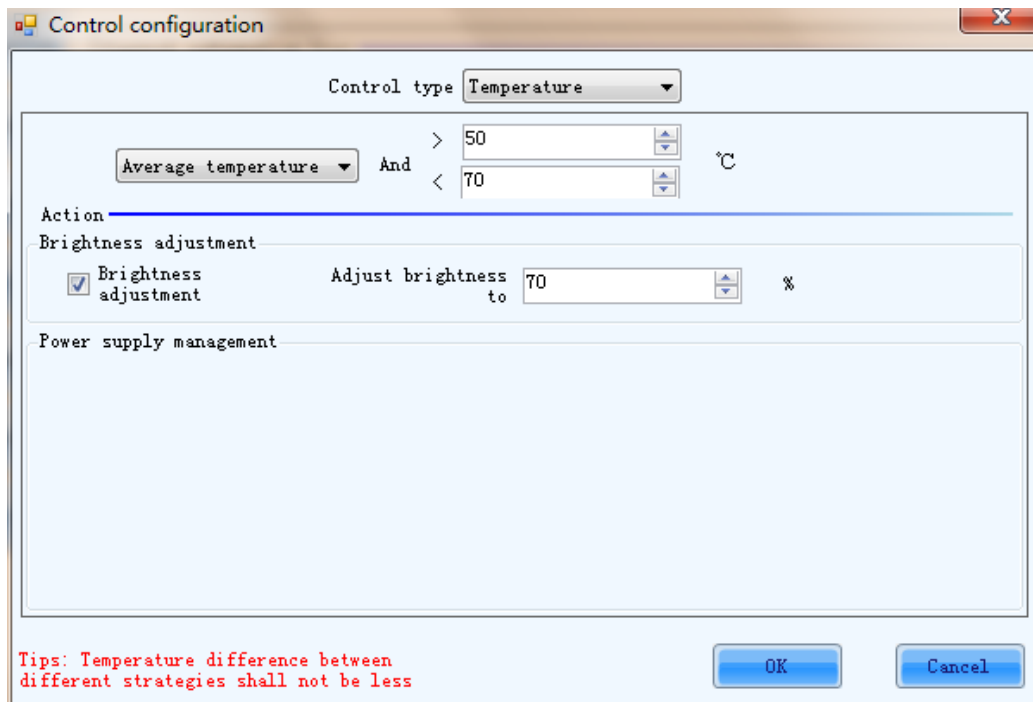 Control configuration
Control type Temperature
> 50
Average temperature And ℃
< 70
Action
Brightness adjustment
Brightness
adjustment
Adjust brightness
to
70 %
Power supply management
Tips: Temperature difference between
different strategies shall not be less
OK Cancel